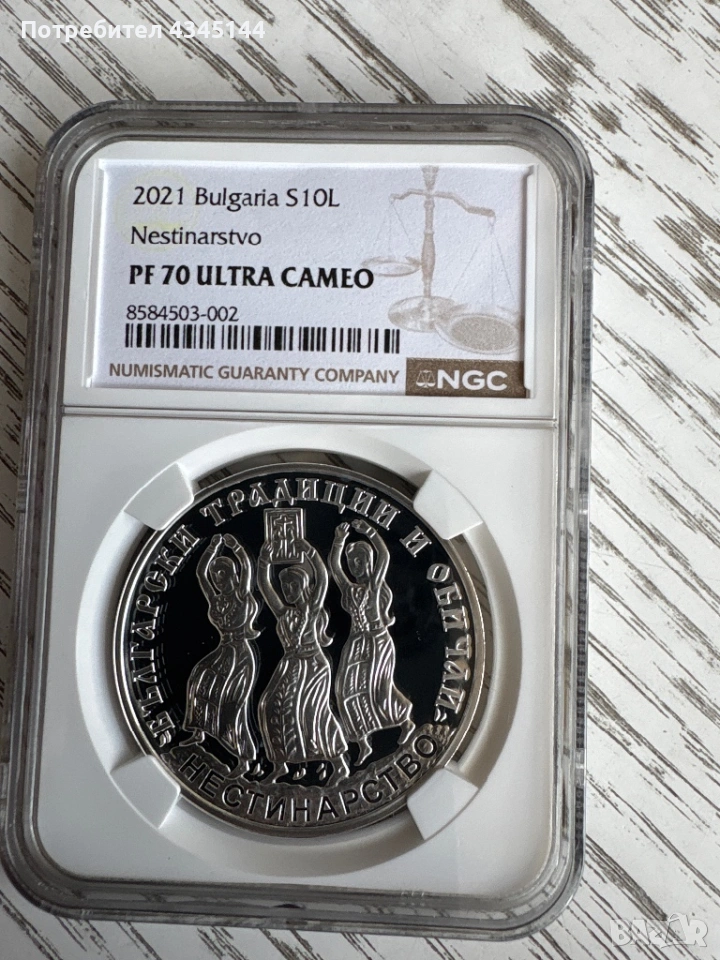 Потребител 4345144
2021 Bulgaria S10L
Nestinarstvo
PF 70 ULTRA CAMEO
8584503-002
NUMISMATIC GUARANTY COMPANY
NGC
БЪЛГАРСКИ ТРАДИЦИИ И ОБИЧАИ
НЕСТИНАРСТВО
BAZAR